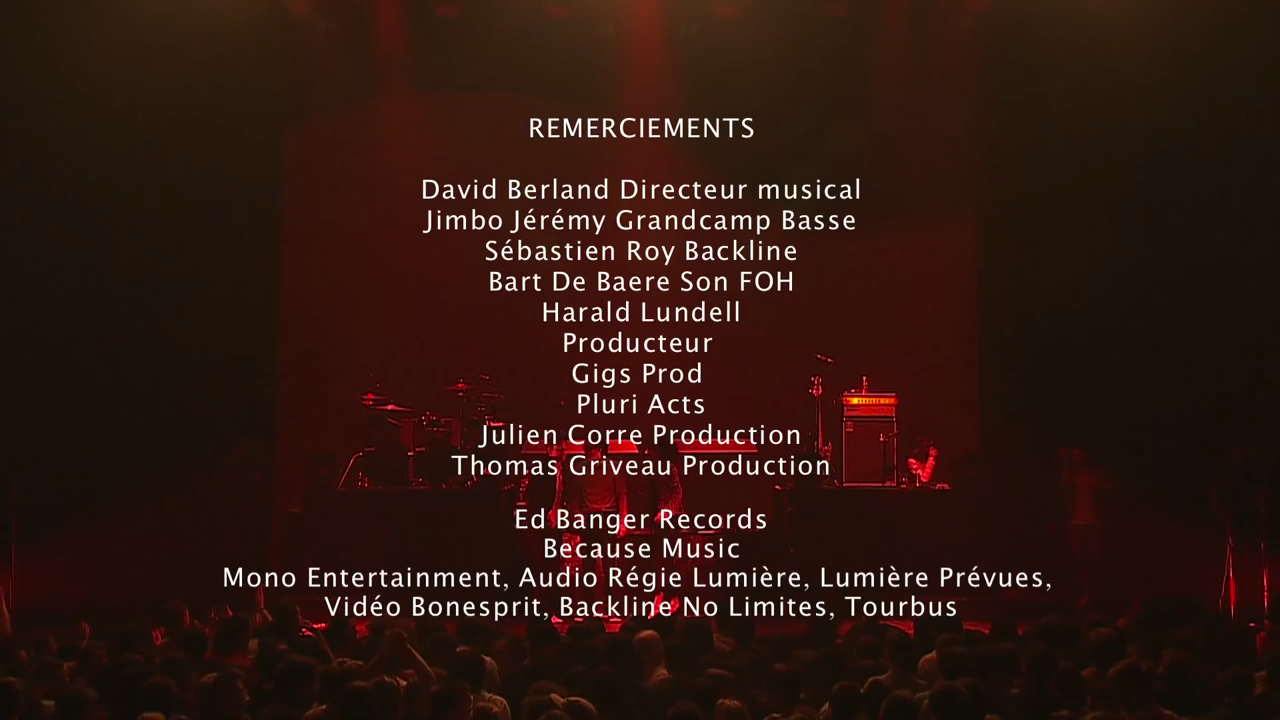 REMERCIEMENTS
David Berland Directeur musical
Jimbo Jérémy Grandcamp Basse
Sébastien Roy Backline
Bart De Baere Son FOH
Harald Lundell
Producteur
Gigs Prod
Pluri Acts
Julien Corre Production
Thomas Griveau Production
Ed Banger Records
Because Music
Mono Entertainment, Audio Régie Lumière, Lumière Prévues,
Vidéo Bonesprit, Backline No Limites, Tourbus